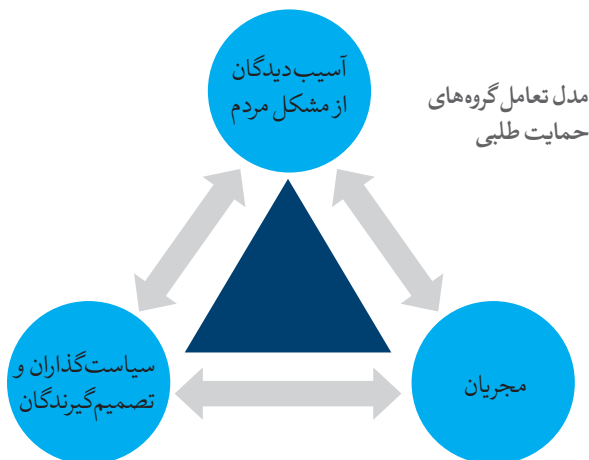 آسیب‌دیدگان
از مشکل مردم
مدل تعامل گروه‌های
حمایت طلبی
سیاست‌گذاران و
تصمیم‌گیرندگان
مجریان